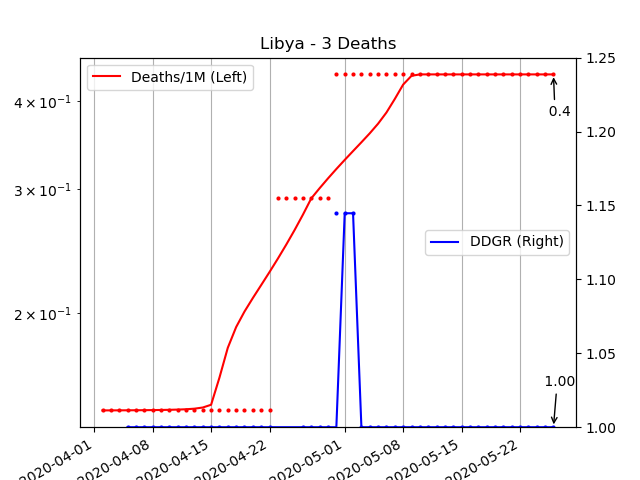 Libya - 3 Deaths
Deaths/1M (Left)
4 × 10⁻¹
3 × 10⁻¹
2 × 10⁻¹
1.25
1.20
1.15
1.10
1.05
1.00
0.4
DDGR (Right)
1.00
2020-04-01
2020-04-08
2020-04-15
2020-04-22
2020-05-01
2020-05-08
2020-05-15
2020-05-22